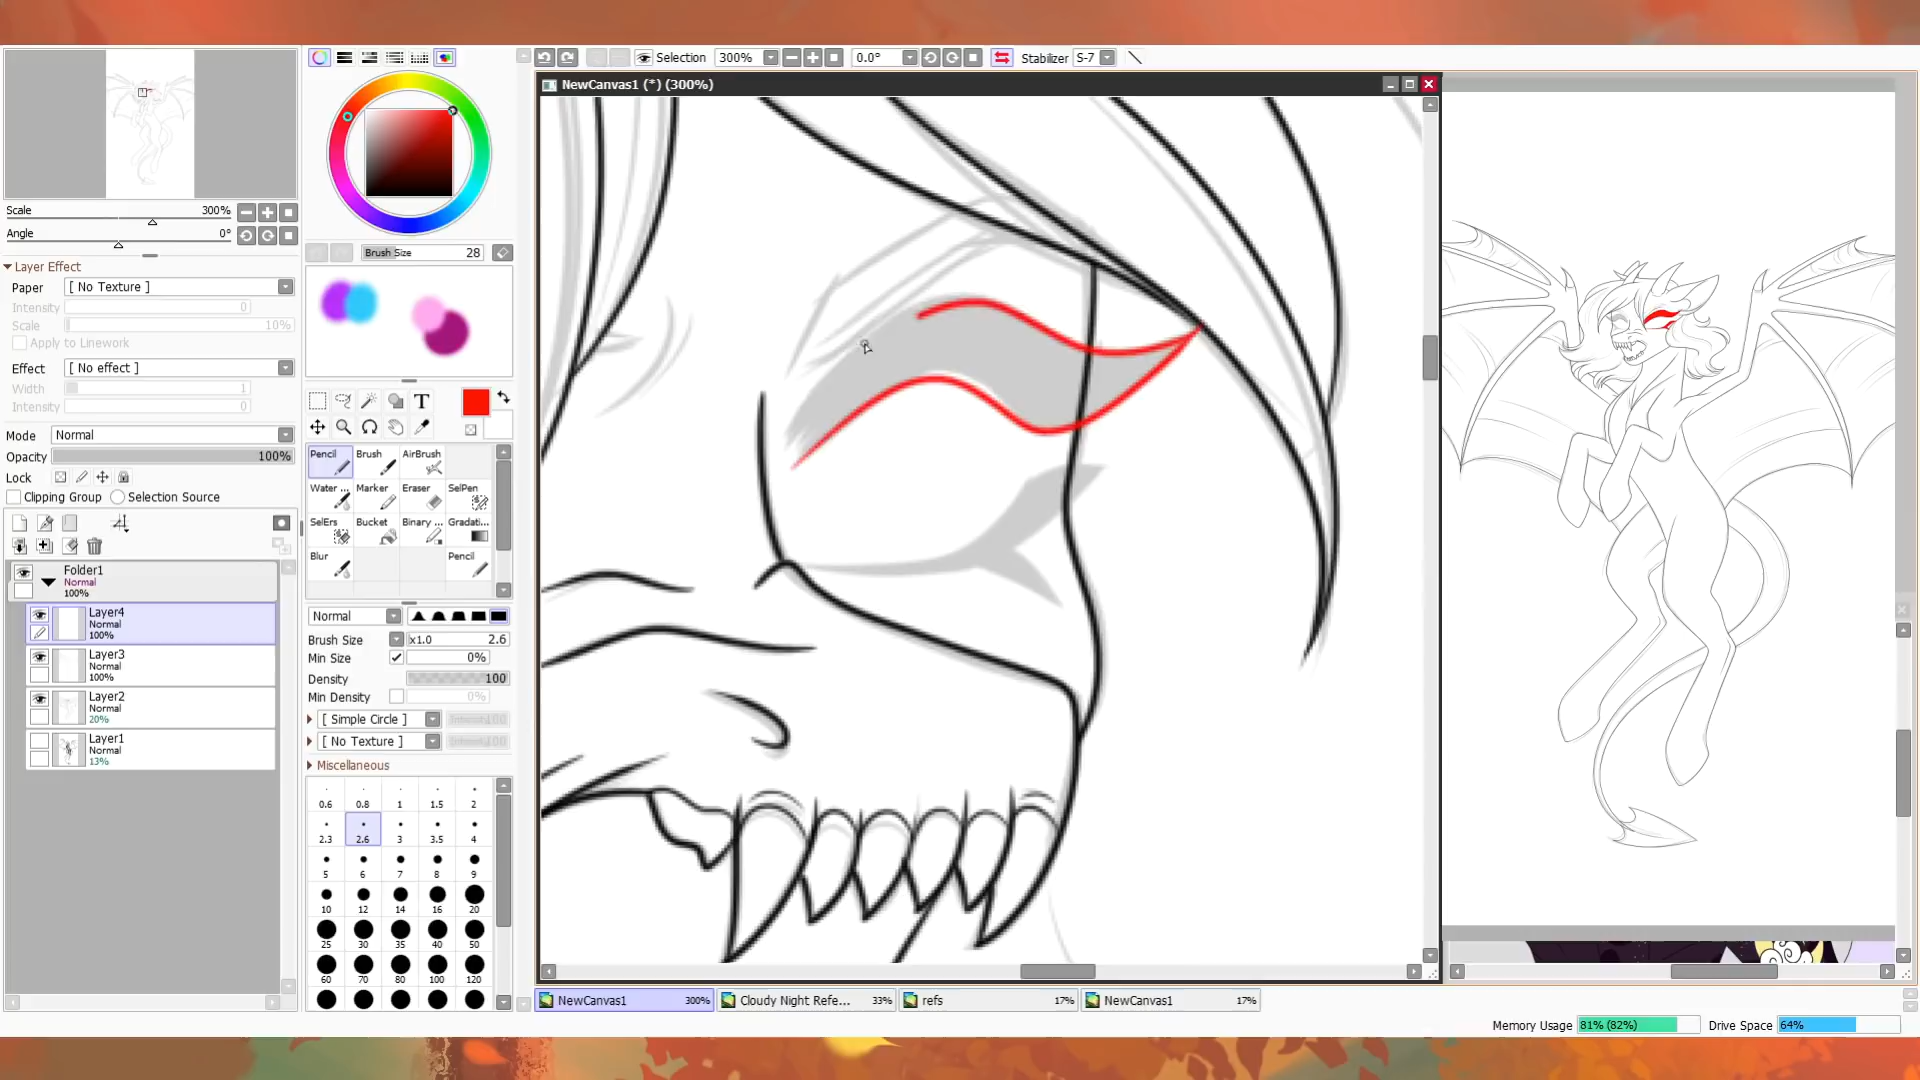 Selection
300%
0.0°
Stabilizer
S-7
NewCanvas1 (*) (300%)
Scale
300%
Angle
0°
Layer Effect
Paper
[ No Texture ]
Intensity
0
Scale
10%
Apply to Linework
Effect
[ No effect ]
Width
1
Intensity
0
Mode
Normal
Opacity
100%
Lock
Clipping Group
Selection Source
Folder1
Normal
100%
Layer4
Normal
100%
Layer3
Normal
100%
Layer2
Normal
20%
Layer1
Normal
13%
Brush Size
28
T
Pencil
Brush
AirBrush
Water ...
Marker
Eraser
SelPen
SelErs
Bucket
Binary ...
Gradati...
Blur
Pencil
Normal
Brush Size
x1.0
2.6
Min Size
0%
Density
100
Min Density
0%
[ Simple Circle ]
100
[ No Texture ]
100
Miscellaneous
0.6 0.8 1 1.5 2
2.3 2.6 3 3.5 4
5 6 7 8 9
10 12 14 16 20
25 30 35 40 50
60 70 80 100 120
NewCanvas1 300%
Cloudy Night Refe... 33%
refs 17%
NewCanvas1 17%
Memory Usage
81% (82%)
Drive Space
64%